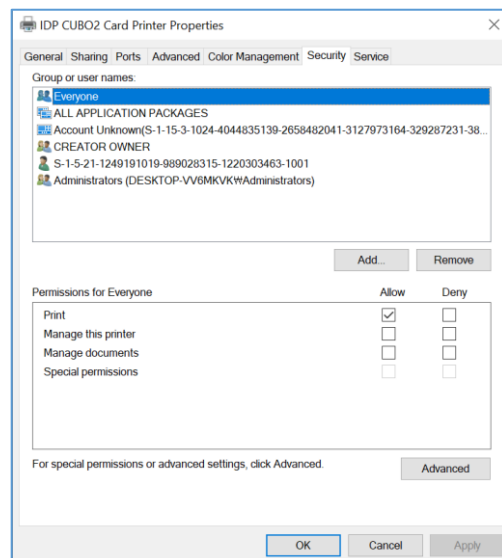 IDP CUBO2 Card Printer Properties
General Sharing Ports Advanced Color Management Security Service
Group or user names:
Everyone
ALL APPLICATION PACKAGES
Account Unknown(S-1-15-3-1024-4044835139-2658482041-3127973164-329287231-38...
CREATOR OWNER
S-1-5-21-1249191019-989028315-1220303463-1001
Administrators (DESKTOP-VV6MKVK₩Administrators)
Add... Remove
Permissions for Everyone Allow Deny
Print
Manage this printer
Manage documents
Special permissions
For special permissions or advanced settings, click Advanced.
Advanced
OK Cancel Apply